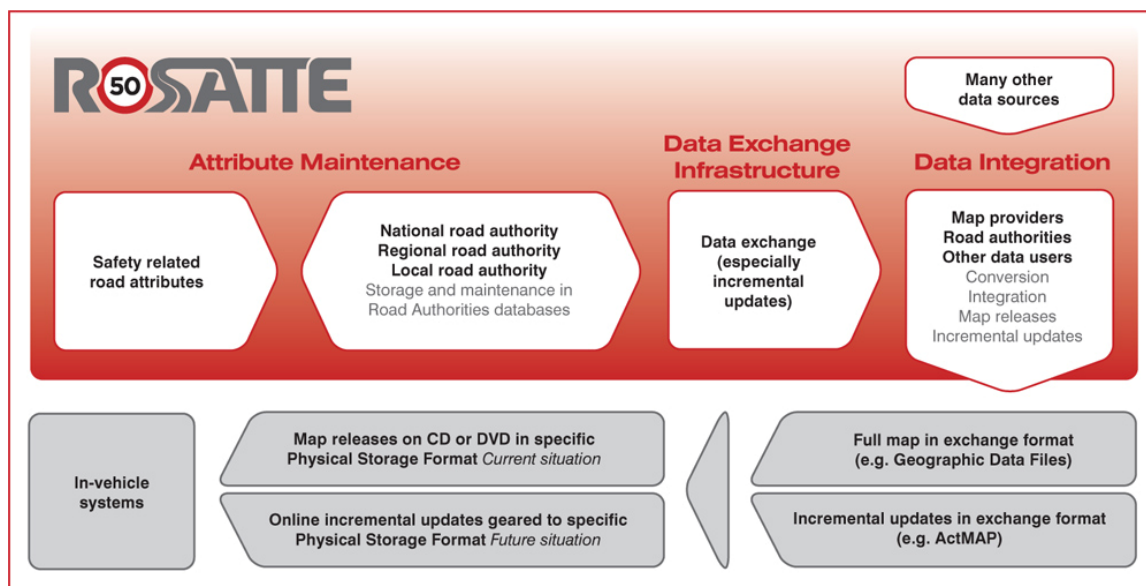 ROSATTE
50
Many other
data sources
Attribute Maintenance
Data Exchange
Infrastructure
Data Integration
Safety related
road attributes
National road authority
Regional road authority
Local road authority
Storage and maintenance in
Road Authorities databases
Data exchange
(especially
incremental
updates)
Map providers
Road authorities
Other data users
Conversion
Integration
Map releases
Incremental updates
In-vehicle
systems
Map releases on CD or DVD in specific
Physical Storage Format Current situation
Online incremental updates geared to specific
Physical Storage Format Future situation
Full map in exchange format
(e.g. Geographic Data Files)
Incremental updates in exchange format
(e.g. ActMAP)